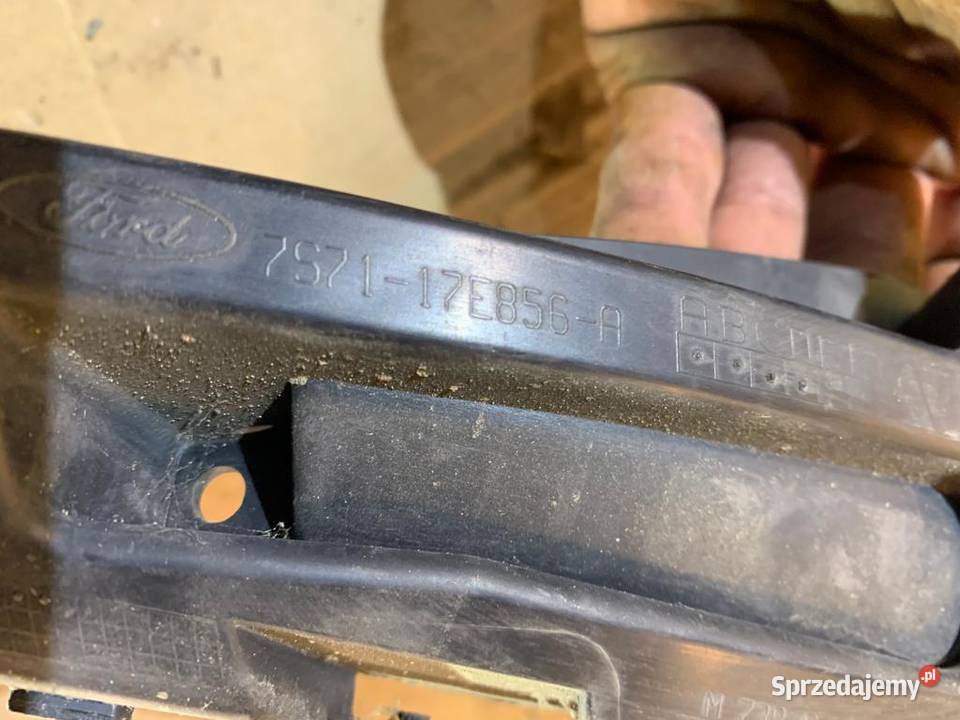 Ford
7S71-17E856-A
A B C
Sprzedajemy.pl